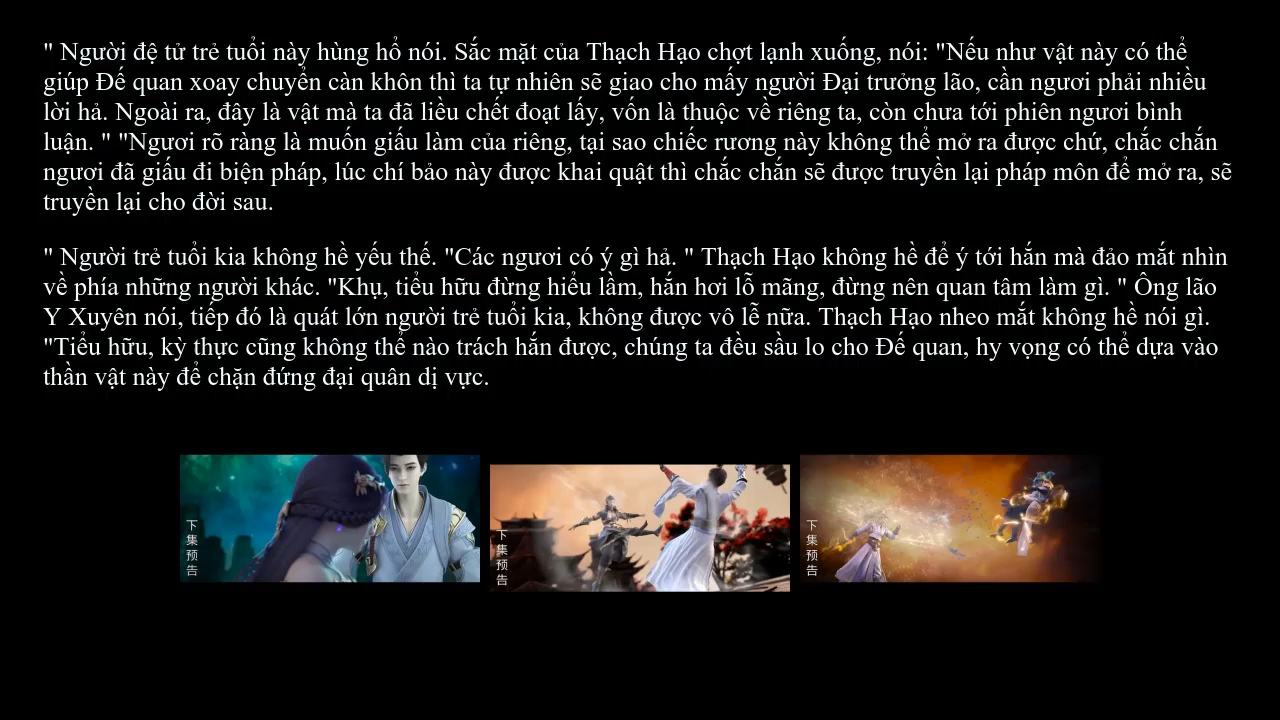 " Người đệ tử trẻ tuổi này hùng hổ nói. Sắc mặt của Thạch Hạo chợt lạnh xuống, nói: "Nếu như vật này có thể
giúp Đế quan xoay chuyển càn khôn thì ta tự nhiên sẽ giao cho mấy người Đại trưởng lão, cần ngươi phải nhiều
lời hả. Ngoài ra, đây là vật mà ta đã liều chết đoạt lấy, vốn là thuộc về riêng ta, còn chưa tới phiên ngươi bình
luận. " "Ngươi rõ ràng là muốn giấu làm của riêng, tại sao chiếc rương này không thể mở ra được chứ, chắc chắn
ngươi đã giấu đi biện pháp, lúc chí bảo này được khai quật thì chắc chắn sẽ được truyền lại pháp môn để mở ra, sẽ
truyền lại cho đời sau.
" Người trẻ tuổi kia không hề yếu thế. "Các ngươi có ý gì hả. " Thạch Hạo không hề để ý tới hắn mà đảo mắt nhìn
về phía những người khác. "Khụ, tiểu hữu đừng hiểu lầm, hắn hơi lỗ mãng, đừng nên quan tâm làm gì. " Ông lão
Y Xuyên nói, tiếp đó là quát lớn người trẻ tuổi kia, không được vô lễ nữa. Thạch Hạo nheo mắt không hề nói gì.
"Tiểu hữu, kỳ thực cũng không thể nào trách hắn được, chúng ta đều sầu lo cho Đế quan, hy vọng có thể dựa vào
thần vật này để chặn đứng đại quân dị vực.
下集预告
下集预告
下集预告